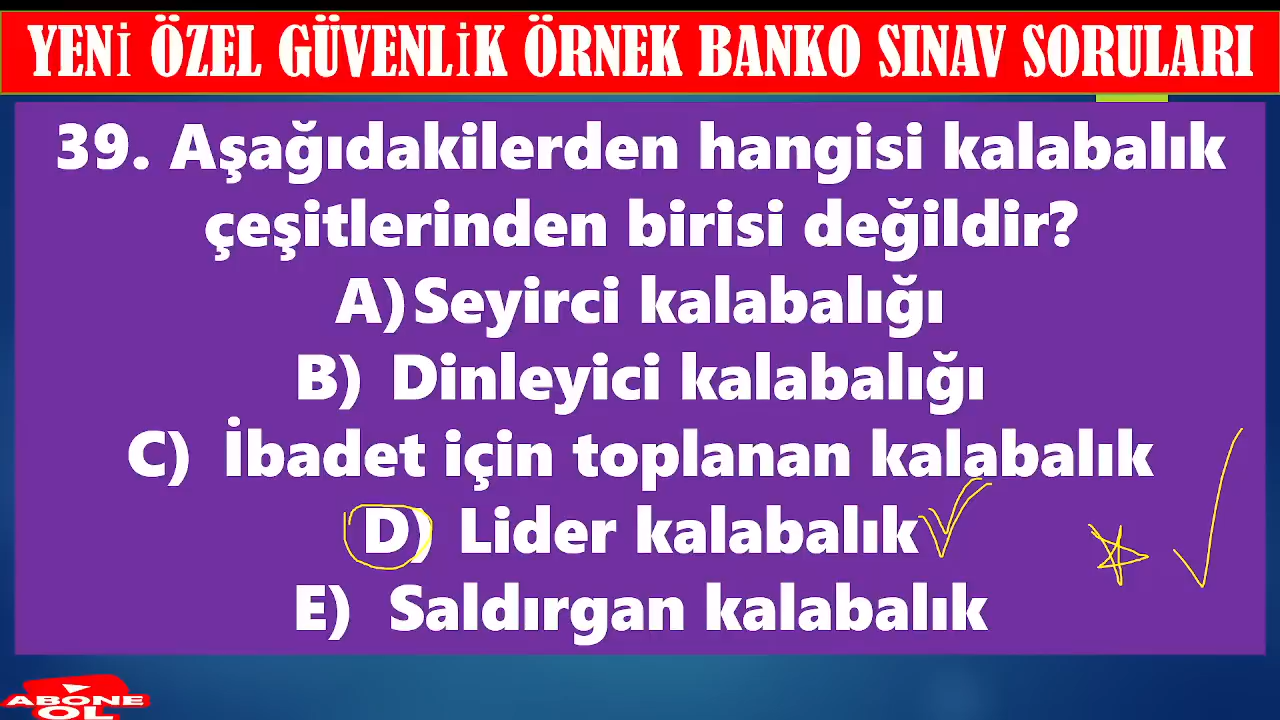 YENİ ÖZEL GÜVENLİK ÖRNEK BANKO SINAV SORULARI
39. Aşağıdakilerden hangisi kalabalık
çeşitlerinden birisi değildir?
A) Seyirci kalabalığı
B) Dinleyici kalabalığı
C) İbadet için toplanan kalabalık
D) Lider kalabalık
E) Saldırgan kalabalık
ABONE
OL